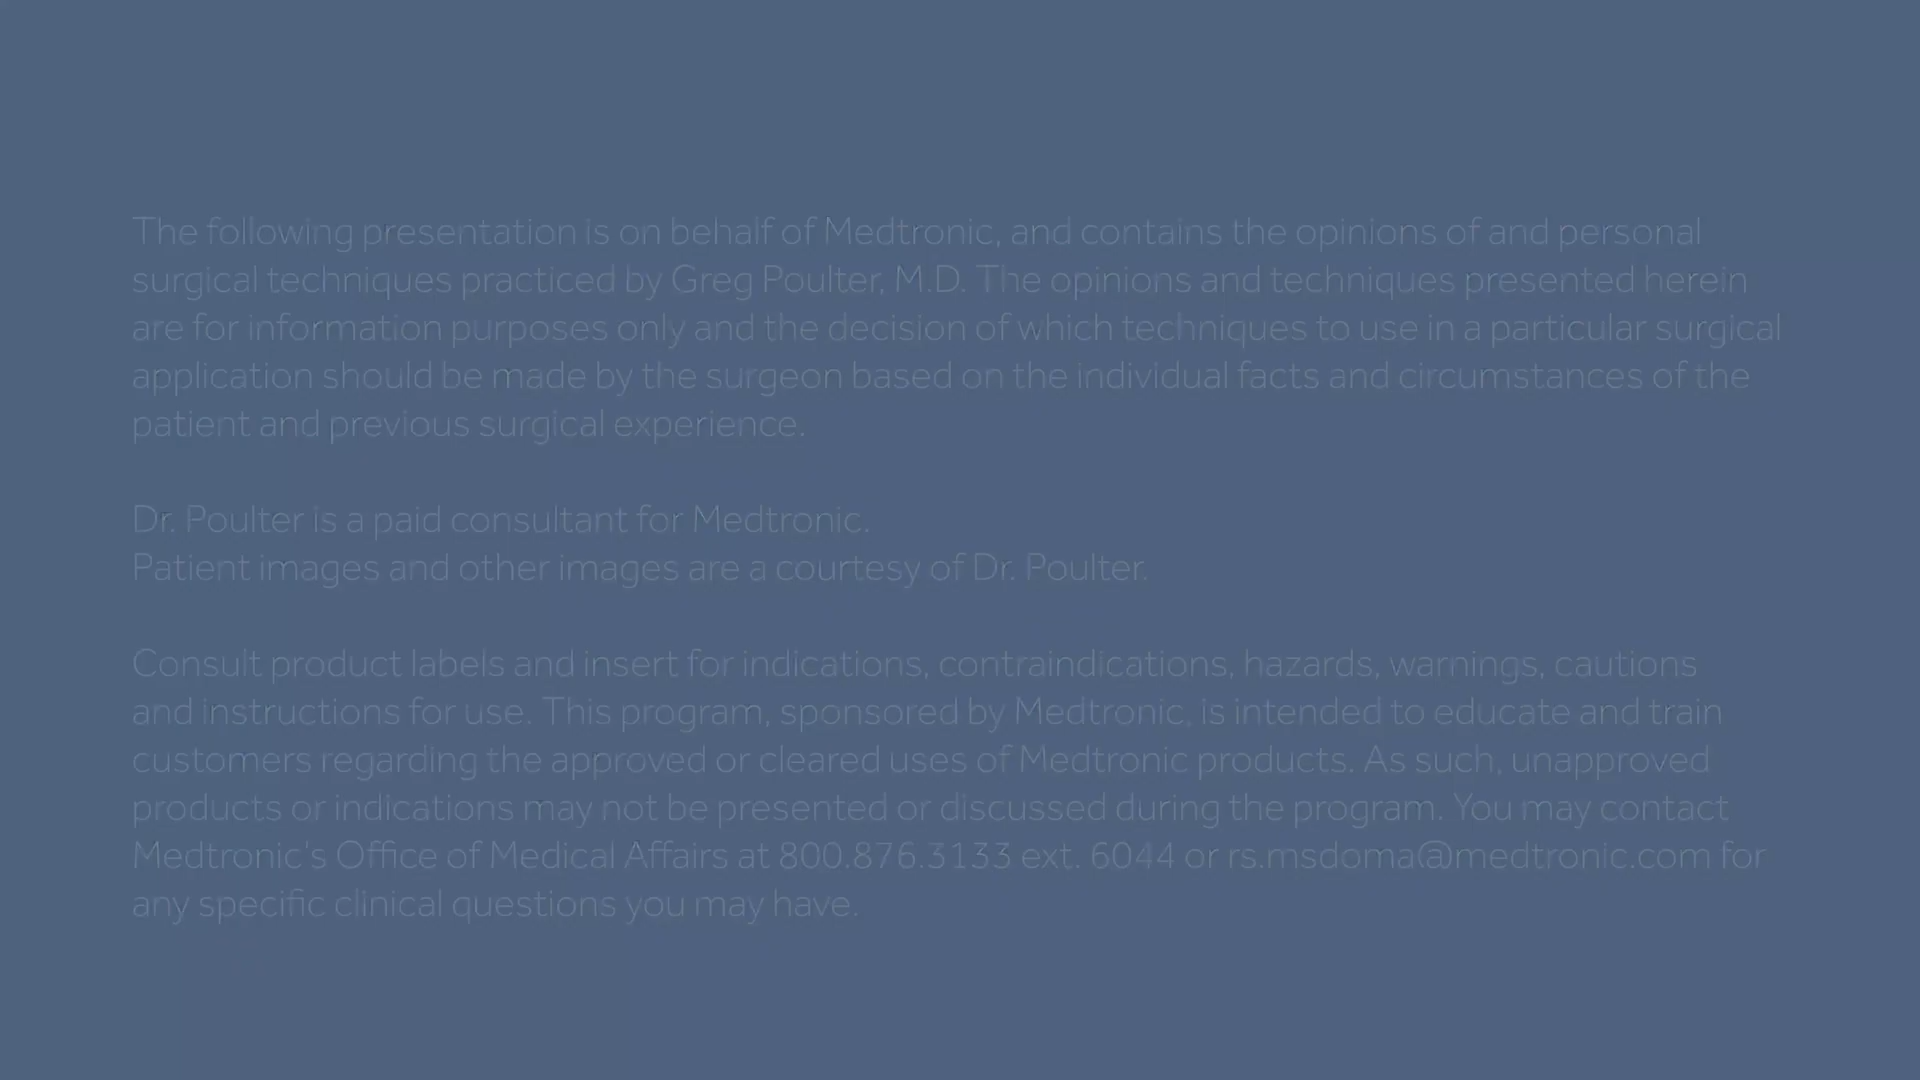 The following presentation is on behalf of Medtronic, and contains the opinions of and personal
surgical techniques practiced by Greg Poulter, M.D. The opinions and techniques presented herein
are for information purposes only and the decision of which techniques to use in a particular surgical
application should be made by the surgeon based on the individual facts and circumstances of the
patient and previous surgical experience.
Dr. Poulter is a paid consultant for Medtronic.
Patient images and other images are a courtesy of Dr. Poulter.
Consult product labels and insert for indications, contraindications, hazards, warnings, cautions
and instructions for use. This program, sponsored by Medtronic, is intended to educate and train
customers regarding the approved or cleared uses of Medtronic products. As such, unapproved
products or indications may not be presented or discussed during the program. You may contact
Medtronic's Office of Medical Affairs at 800.876.3133 ext. 6044 or rs.msdoma@medtronic.com for
any specific clinical questions you may have.